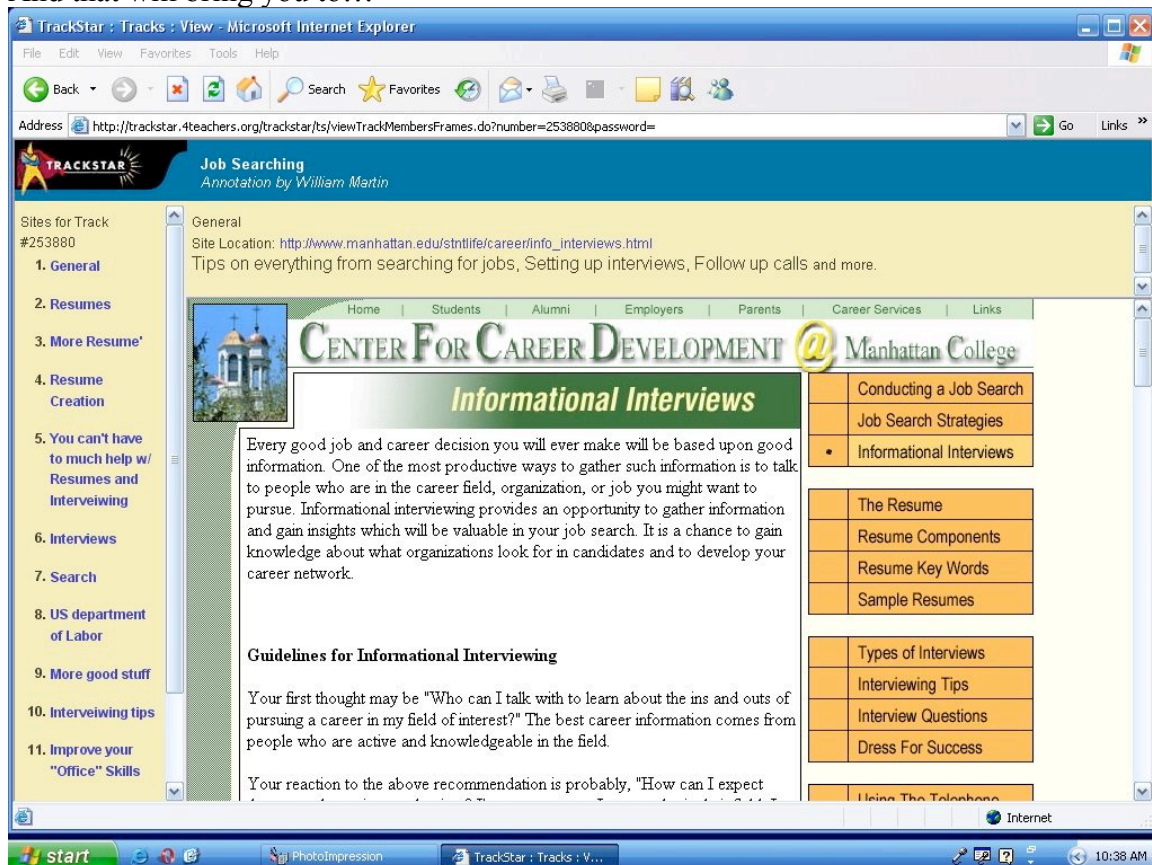 And that will bring you to…
TrackStar : Tracks : View - Microsoft Internet Explorer
File Edit View Favorites Tools Help
Back Search Favorites
Address http://trackstar.4teachers.org/trackstar/ts/viewTrackMembersFrames.do?number=253880&password= Go Links »
TRACKSTAR
Job Searching
Annotation by William Martin
Sites for Track
#253880
1. General
2. Resumes
3. More Resume'
4. Resume
Creation
5. You can't have
to much help w/
Resumes and
Interveiwing
6. Interviews
7. Search
8. US department
of Labor
9. More good stuff
10. Interveiwing tips
11. Improve your
"Office" Skills
General
Site Location: http://www.manhattan.edu/stntlife/career/info_interviews.html
Tips on everything from searching for jobs, Setting up interviews, Follow up calls and more.
Home | Students | Alumni | Employers | Parents | Career Services | Links
CENTER FOR CAREER DEVELOPMENT @ Manhattan College
Informational Interviews
Every good job and career decision you will ever make will be based upon good
information. One of the most productive ways to gather such information is to talk
to people who are in the career field, organization, or job you might want to
pursue. Informational interviewing provides an opportunity to gather information
and gain insights which will be valuable in your job search. It is a chance to gain
knowledge about what organizations look for in candidates and to develop your
career network.
Guidelines for Informational Interviewing
Your first thought may be "Who can I talk with to learn about the ins and outs of
pursuing a career in my field of interest?" The best career information comes from
people who are active and knowledgeable in the field.
Your reaction to the above recommendation is probably, "How can I expect
Conducting a Job Search
Job Search Strategies
• Informational Interviews
The Resume
Resume Components
Resume Key Words
Sample Resumes
Types of Interviews
Interviewing Tips
Interview Questions
Dress For Success
Using The Telephone
Internet
start PhotoImpression TrackStar : Tracks : V... 10:38 AM